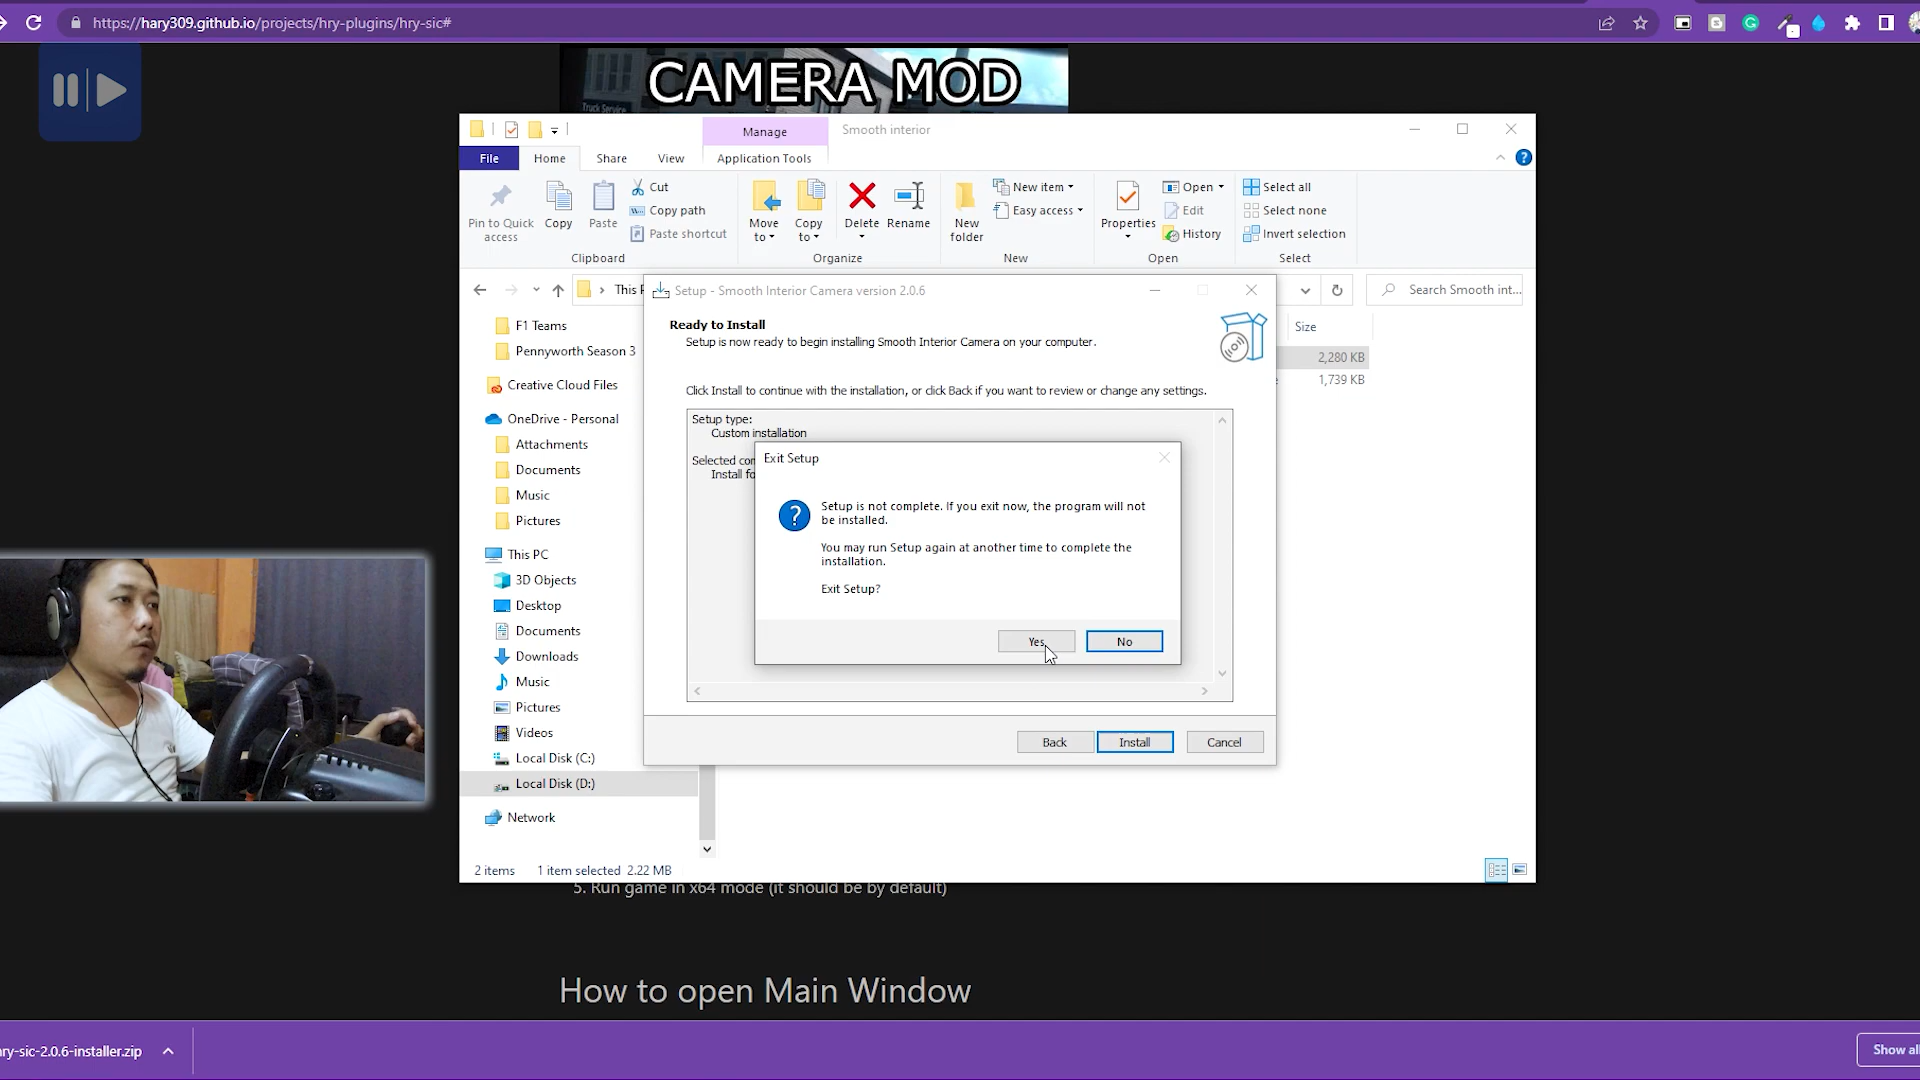 https://hary309.github.io/projects/hry-plugins/hry-sic#
CAMERA MOD
Truck Service
Manage
Smooth interior
File
Home
Share
View
Application Tools
Pin to Quick access
Copy
Paste
Cut
Copy path
Paste shortcut
Move to
Copy to
Delete
Rename
New folder
New item
Easy access
Properties
Open
Edit
History
Select all
Select none
Invert selection
Clipboard
Organize
New
Open
Select
This P
Search Smooth int...
Setup - Smooth Interior Camera version 2.0.6
Ready to Install
Setup is now ready to begin installing Smooth Interior Camera on your computer.
Click Install to continue with the installation, or click Back if you want to review or change any settings.
Setup type:
Custom installation
Selected com
Install fo
Exit Setup
Setup is not complete. If you exit now, the program will not
be installed.
You may run Setup again at another time to complete the
installation.
Exit Setup?
Yes
No
Back
Install
Cancel
Size
2,280 KB
1,739 KB
F1 Teams
Pennyworth Season 3
Creative Cloud Files
OneDrive - Personal
Attachments
Documents
Music
Pictures
This PC
3D Objects
Desktop
Documents
Downloads
Music
Pictures
Videos
Local Disk (C:)
Local Disk (D:)
Network
2 items
1 item selected 2.22 MB
5. Run game in x64 mode (it should be by default)
How to open Main Window
ry-sic-2.0.6-installer.zip
Show all